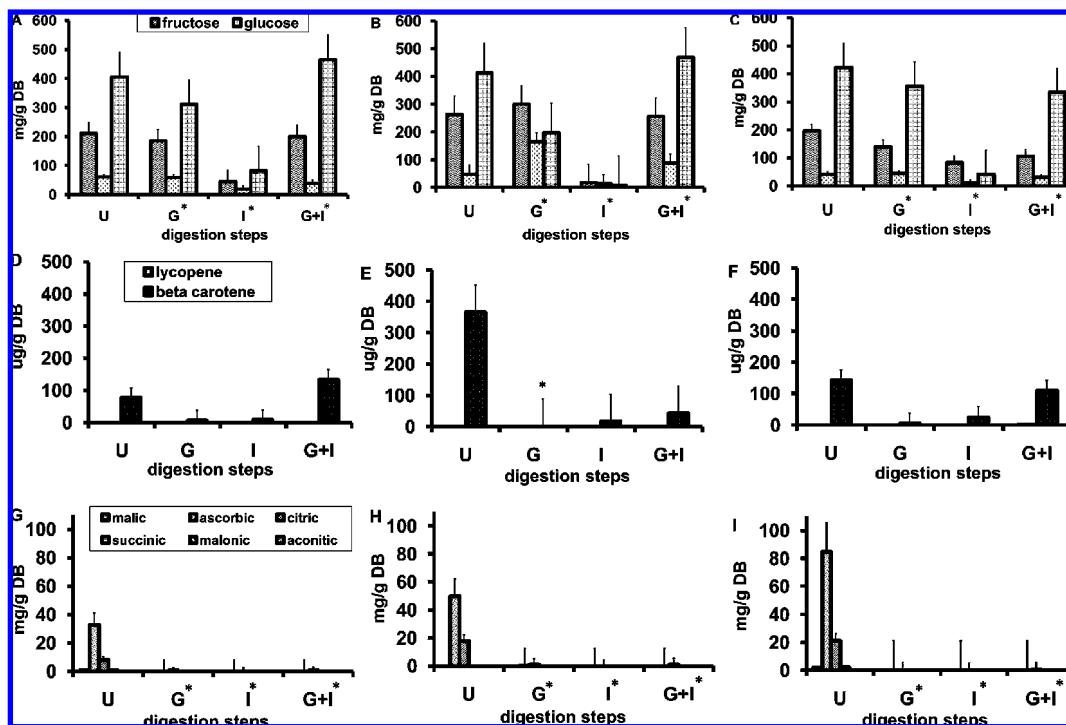 A
600
500
400
300
200
100
0
mg/g DB
fructose glucose
U G* I* G+I*
digestion steps
B
600
500
400
300
200
100
0
mg/g DB
U G* I* G+I*
digestion steps
C
600
500
400
300
200
100
0
mg/g DB
U G* I* G+I*
digestion steps
D
500
400
300
200
100
0
ug/g DB
lycopene
beta carotene
U G I G+I
digestion steps
E
500
400
300
200
100
0
ug/g DB
*
U G I G+I
digestion steps
F
500
400
300
200
100
0
ug/g DB
U G I G+I
digestion steps
G
100
80
60
40
20
0
mg/g DB
malic ascorbic citric
succinic malonic aconitic
U G* I* G+I*
digestion steps
H
100
80
60
40
20
0
mg/g DB
U G* I* G+I*
digestion steps
I
100
80
60
40
20
0
mg/g DB
U G* I* G+I*
digestion steps